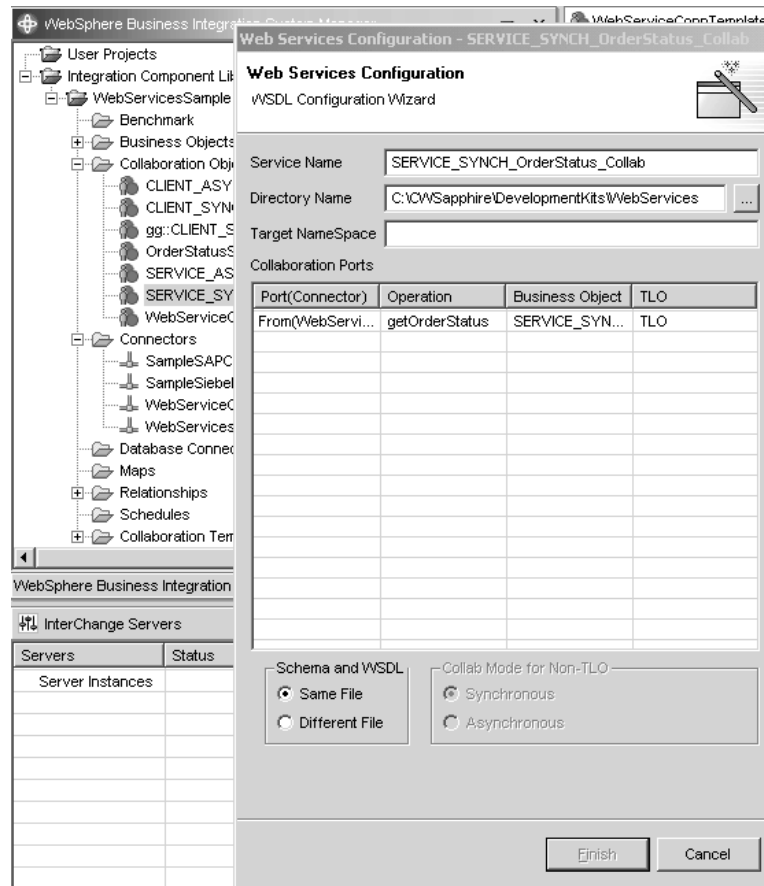 WebSphere Business Integration System Manager
User Projects
Integration Component Lib
WebServicesSample
Benchmark
Business Objects
Collaboration Obje
CLIENT_ASY
CLIENT_SYN
gg::CLIENT_S
OrderStatusS
SERVICE_AS
SERVICE_SY
WebServiceC
Connectors
SampleSAPC
SampleSiebel
WebServiceC
WebServices
Database Connec
Maps
Relationships
Schedules
Collaboration Tem
WebSphere Business Integration
InterChange Servers
Servers Status
Server Instances
WebServiceConnTemplate
Web Services Configuration - SERVICE_SYNCH_OrderStatus_Collab
Web Services Configuration
WSDL Configuration Wizard
Service Name SERVICE_SYNCH_OrderStatus_Collab
Directory Name C:\CWSapphire\DevelopmentKits\WebServices ...
Target NameSpace
Collaboration Ports
Port(Connector) Operation Business Object TLO
From(WebServi... getOrderStatus SERVICE_SYN... TLO
Schema and WSDL
Same File
Different File
Collab Mode for Non-TLO
Synchronous
Asynchronous
Finish Cancel